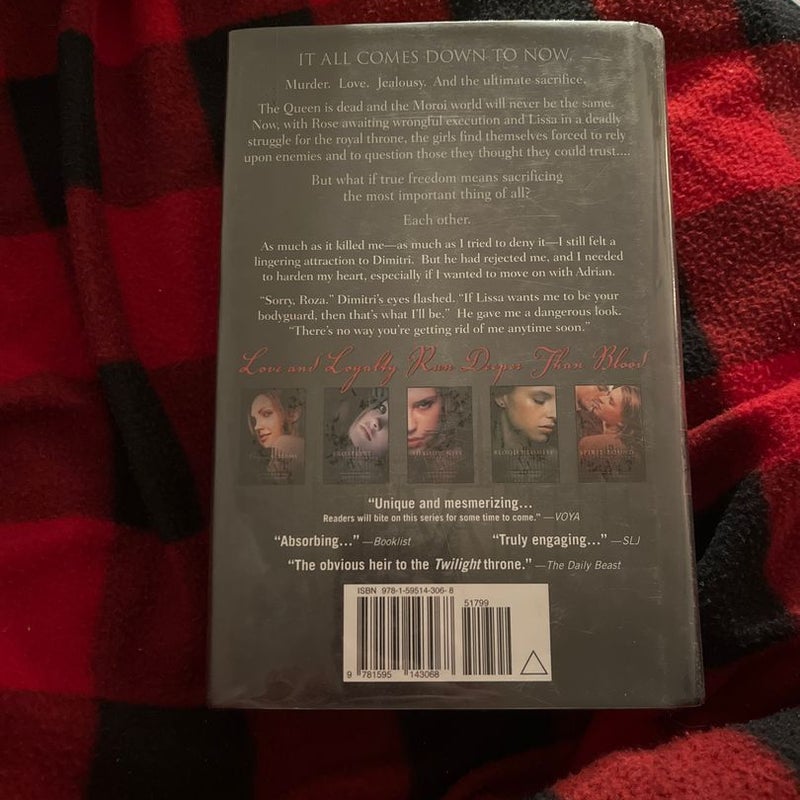 IT ALL COMES DOWN TO NOW.
Murder. Love. Jealousy. And the ultimate sacrifice.
The Queen is dead and the Moroi world will never be the same.
Now, with Rose awaiting wrongful execution and Lissa in a deadly
struggle for the royal throne, the girls find themselves forced to rely
upon enemies and to question those they thought they could trust....
But what if true freedom means sacrificing
the most important thing of all?
Each other.
As much as it killed me—as much as I tried to deny it—I still felt a
lingering attraction to Dimitri. But he had rejected me, and I needed
to harden my heart, especially if I wanted to move on with Adrian.
“Sorry, Roza.” Dimitri’s eyes flashed. “If Lissa wants me to be your
bodyguard, then that’s what I’ll be.” He gave me a dangerous look.
“There’s no way you’re getting rid of me anytime soon.”
Love and Loyalty Run Deeper Than Blood
FROSTBITE
SHADOW KISS
BLOOD PROMISE
SPIRIT BOUND
“Unique and mesmerizing...
Readers will bite on this series for some time to come.” —VOYA
“Absorbing...” —Booklist “Truly engaging...” —SLJ
“The obvious heir to the Twilight throne.” —The Daily Beast
ISBN 978-1-59514-306-8
51799
9 781595 143068